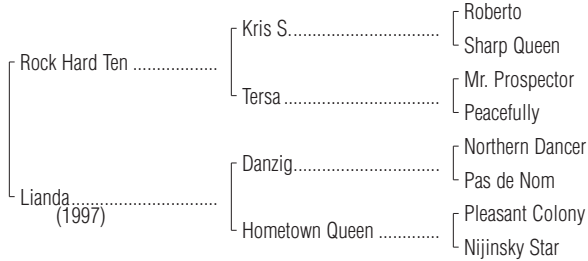 Roberto
Kris S.
Sharp Queen
Rock Hard Ten
Mr. Prospector
Tersa
Peacefully
Northern Dancer
Danzig
Pas de Nom
Lianda
(1997)
Pleasant Colony
Hometown Queen
Nijinsky Star